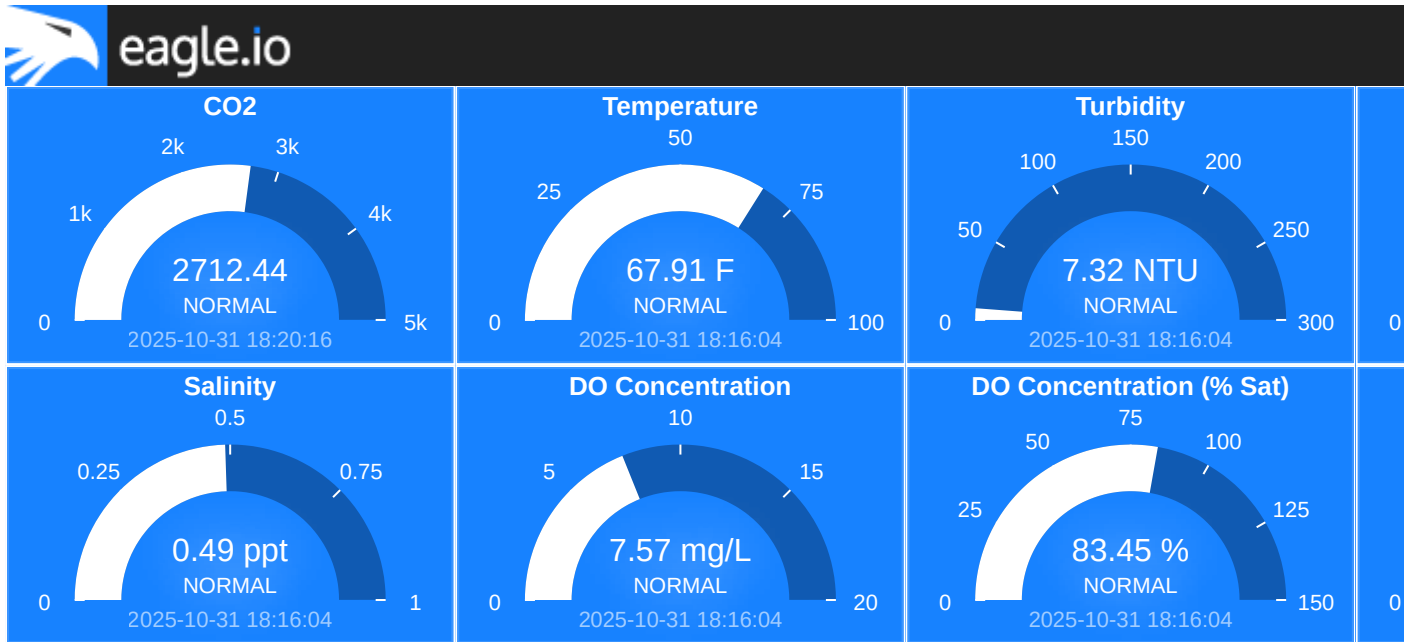 eagle.io
CO2
2k 3k
1k 4k
2712.44
NORMAL
0 5k
2025-10-31 18:20:16
Temperature
50
25 75
67.91 F
NORMAL
0 100
2025-10-31 18:16:04
Turbidity
150
100 200
50 250
7.32 NTU
NORMAL
0 300
2025-10-31 18:16:04
0
Salinity
0.5
0.25 0.75
0.49 ppt
NORMAL
0 1
2025-10-31 18:16:04
DO Concentration
10
5 15
7.57 mg/L
NORMAL
0 20
2025-10-31 18:16:04
DO Concentration (% Sat)
75
50 100
25 125
83.45 %
NORMAL
0 150
2025-10-31 18:16:04
0